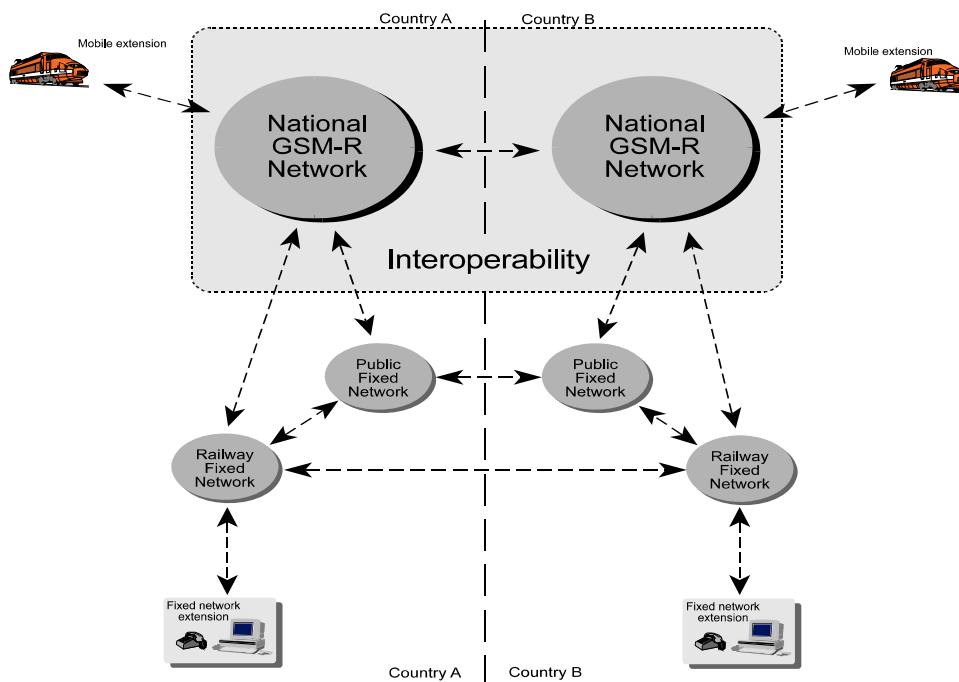 Country A
Country B
Mobile extension
Mobile extension
National
GSM-R
Network
National
GSM-R
Network
Interoperability
Public
Fixed
Network
Public
Fixed
Network
Railway
Fixed
Network
Railway
Fixed
Network
Fixed network
extension
Fixed network
extension
Country A
Country B